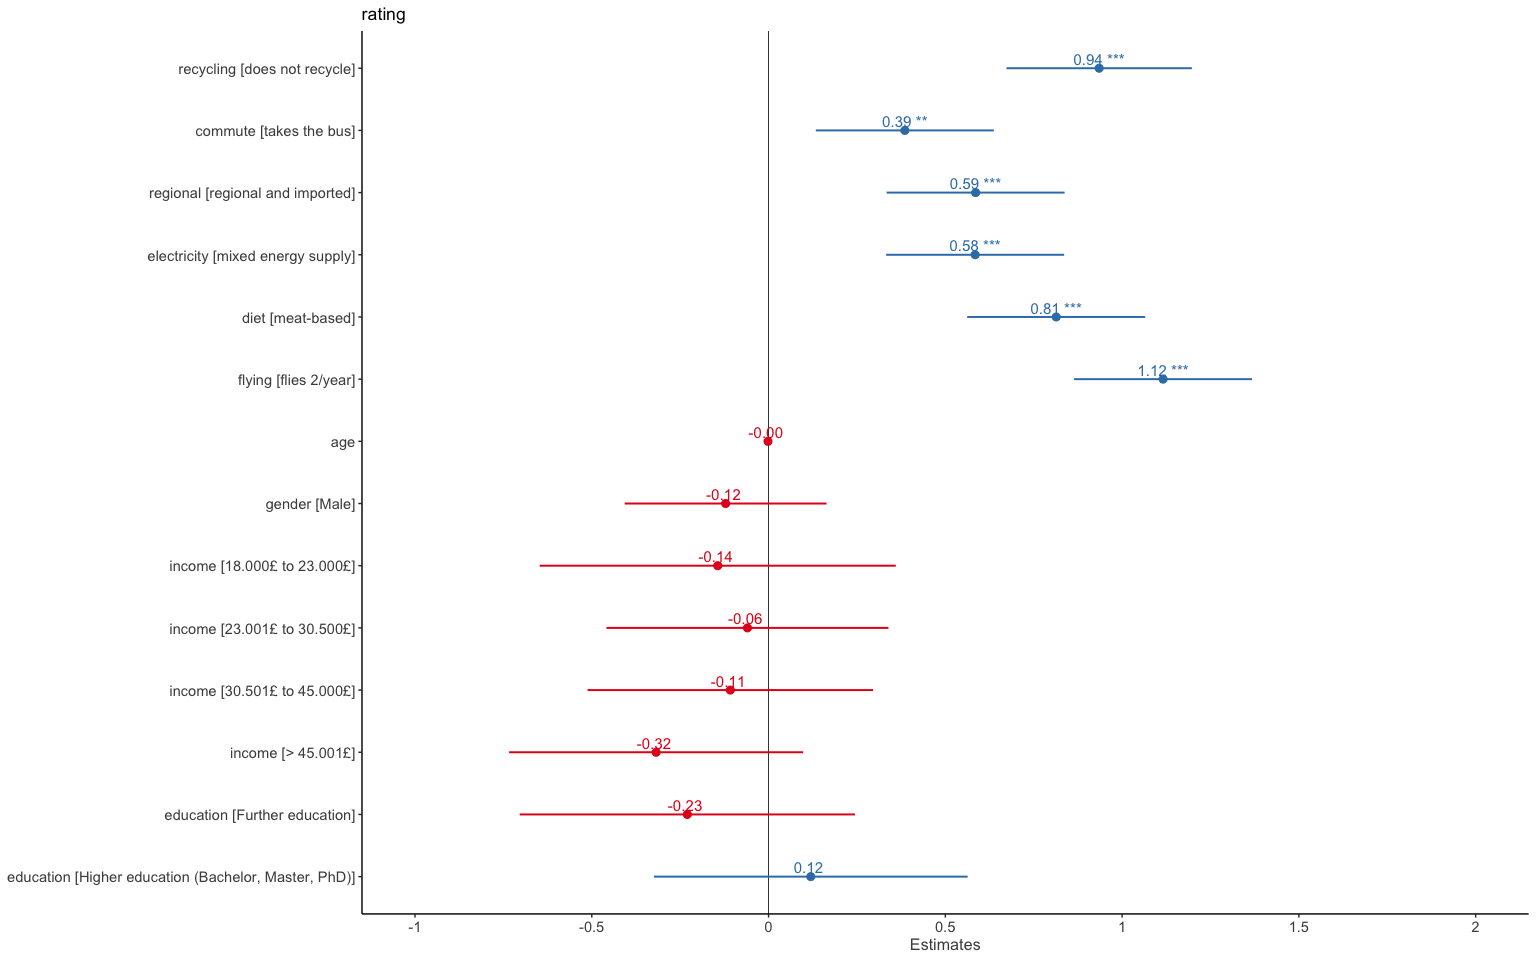 rating
recycling [does not recycle]
0.94 ***
commute [takes the bus]
0.39 **
regional [regional and imported]
0.59 ***
electricity [mixed energy supply]
0.58 ***
diet [meat-based]
0.81 ***
flying [flies 2/year]
1.12 ***
age
-0.00
gender [Male]
-0.12
income [18.000£ to 23.000£]
-0.14
income [23.001£ to 30.500£]
-0.06
income [30.501£ to 45.000£]
-0.11
income [> 45.001£]
-0.32
education [Further education]
-0.23
education [Higher education (Bachelor, Master, PhD)]
0.12
-1 -0.5 0 0.5 1 1.5 2
Estimates